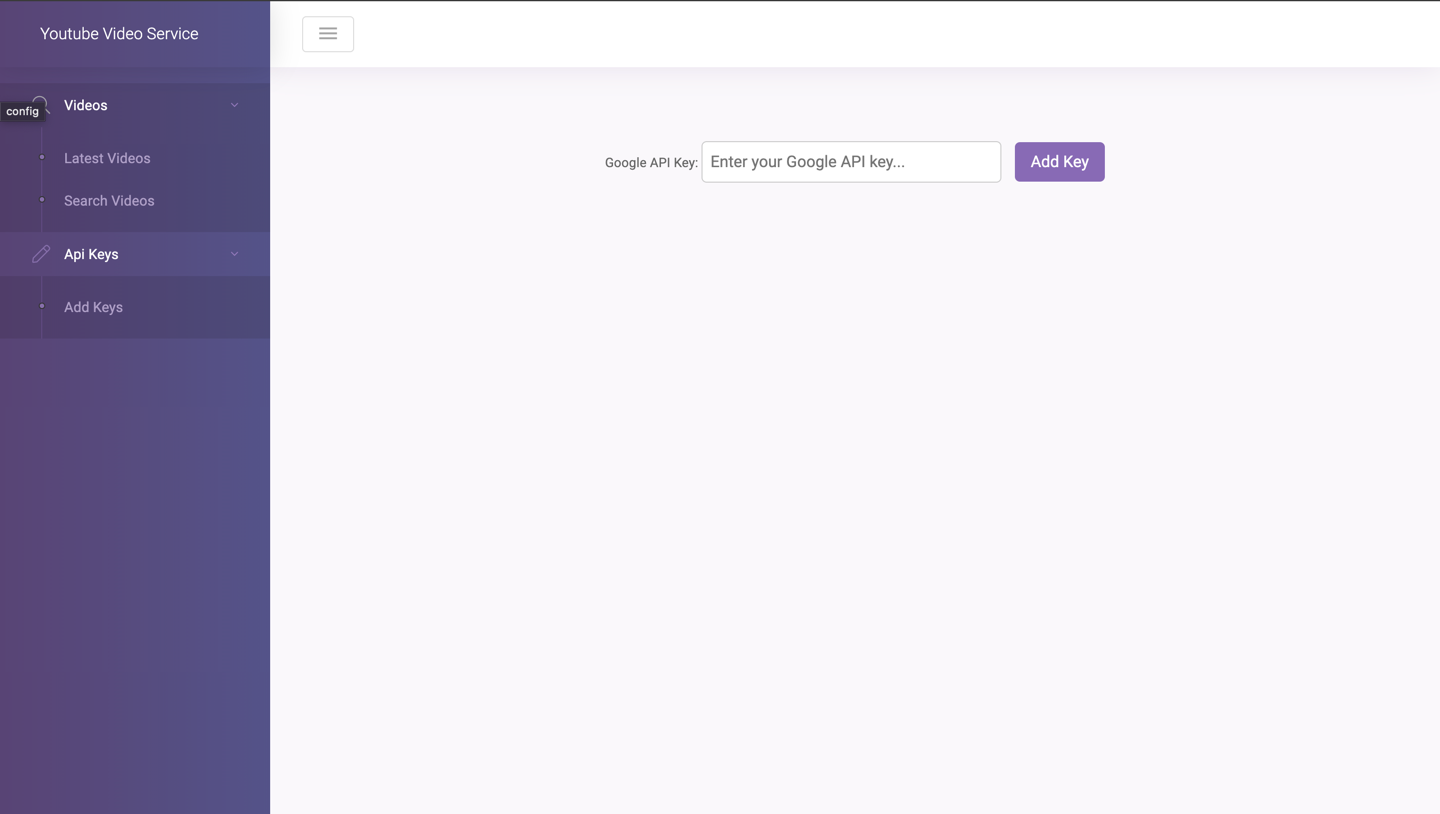 Youtube Video Service
Videos
config
Latest Videos
Search Videos
Api Keys
Add Keys
Google API Key: Enter your Google API key... Add Key